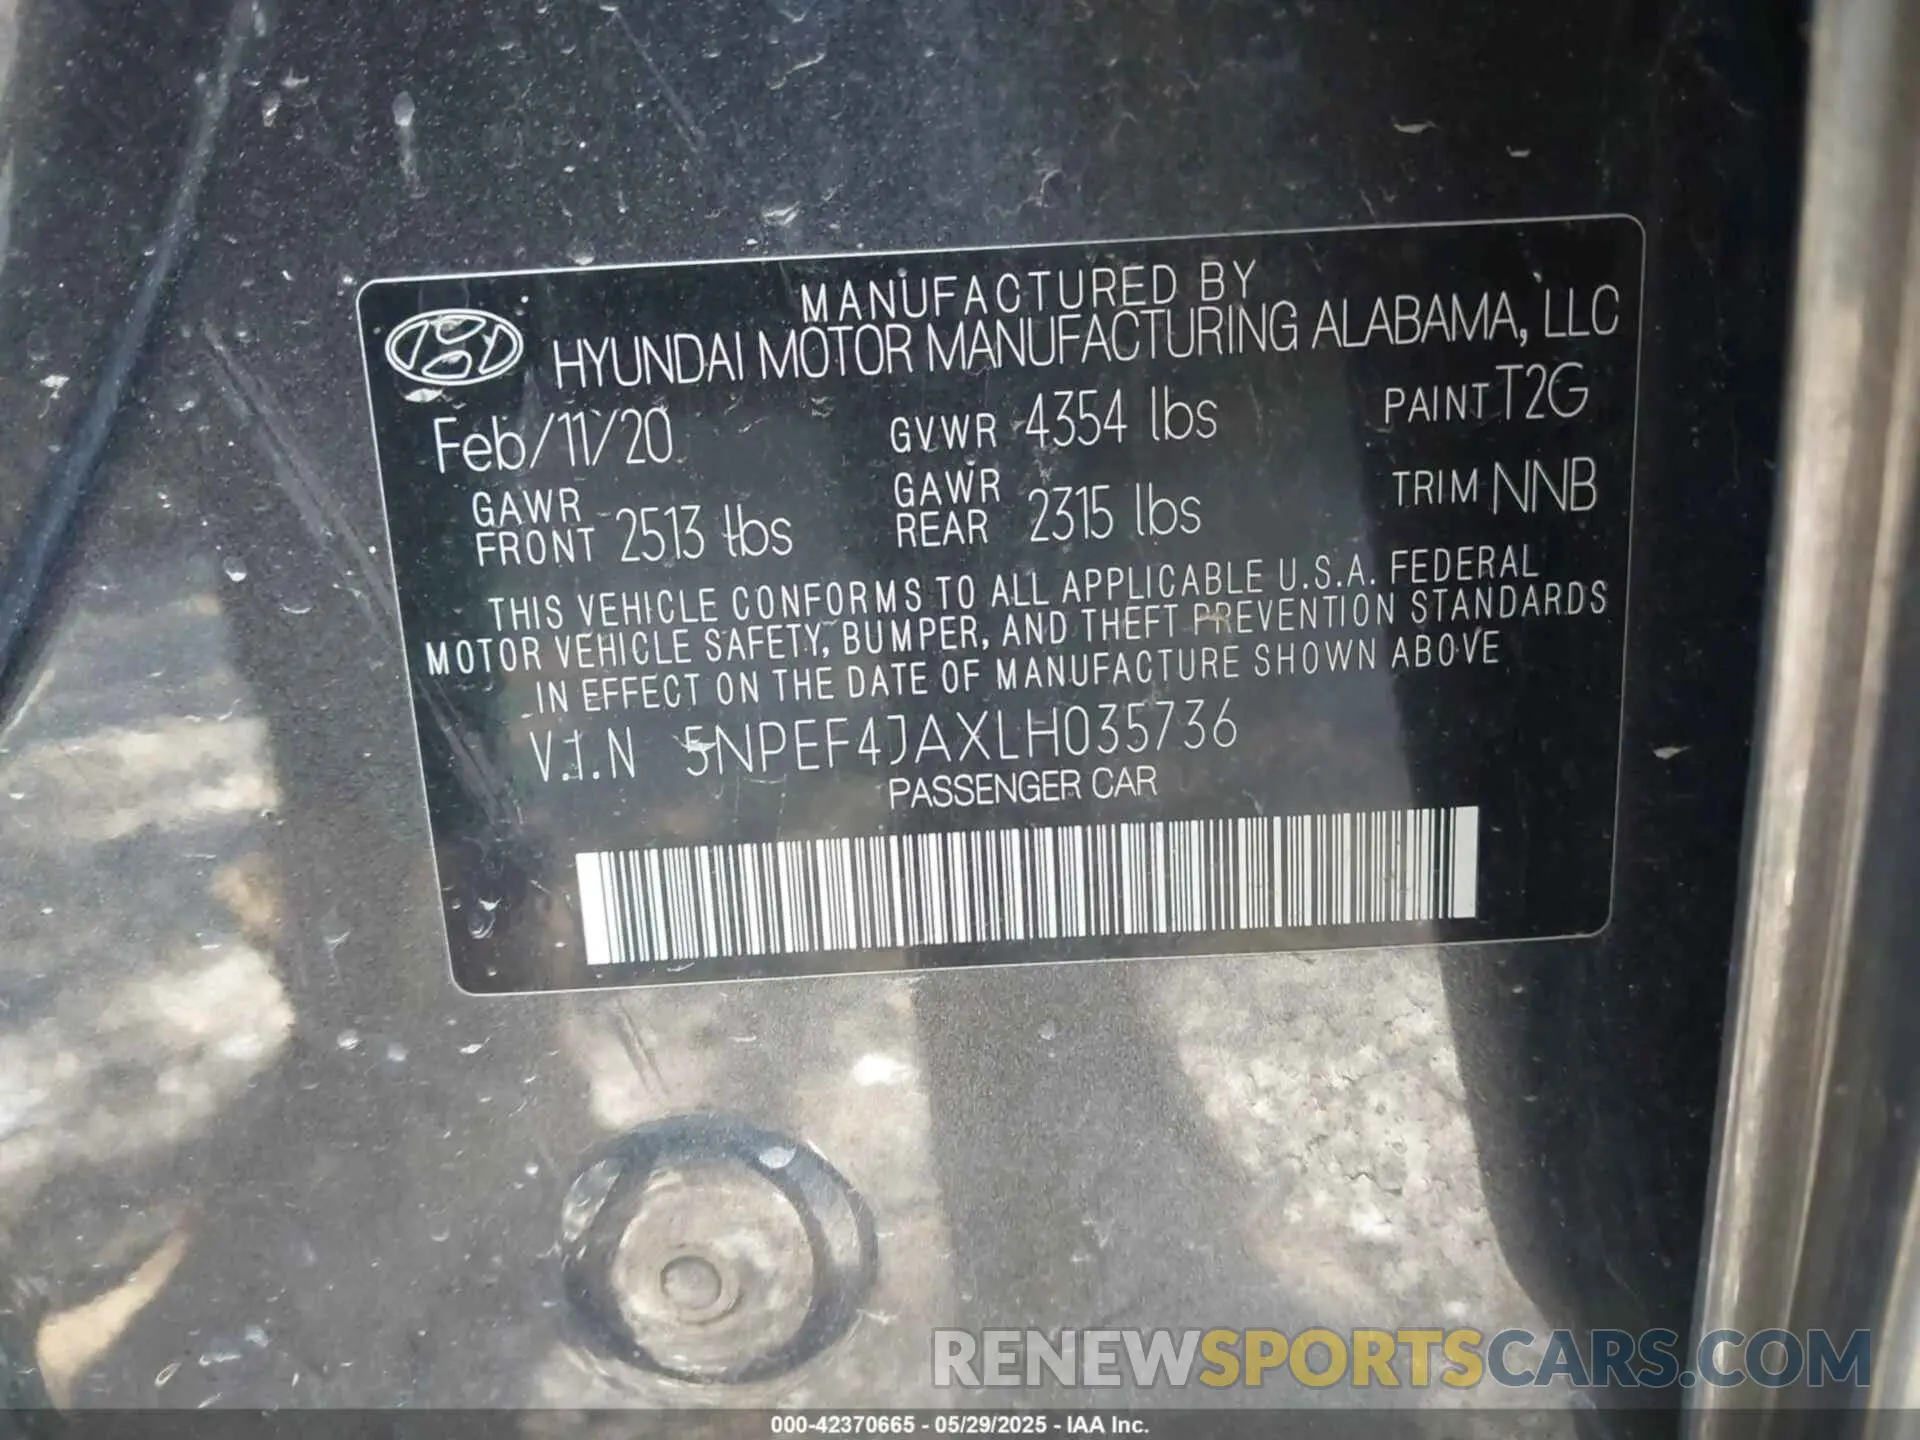 MANUFACTURED BY
HYUNDAI MOTOR MANUFACTURING ALABAMA, LLC
Feb/11/20 GVWR 4354 lbs PAINT T2G
GAWR FRONT 2513 lbs GAWR REAR 2315 lbs TRIM NNB
THIS VEHICLE CONFORMS TO ALL APPLICABLE U.S.A. FEDERAL
MOTOR VEHICLE SAFETY, BUMPER, AND THEFT PREVENTION STANDARDS
IN EFFECT ON THE DATE OF MANUFACTURE SHOWN ABOVE
V.I.N 5NPEF4JAXLH035736
PASSENGER CAR
RENEWSPORTSCARS.COM
000-42370665 - 05/29/2025 - IAA Inc.